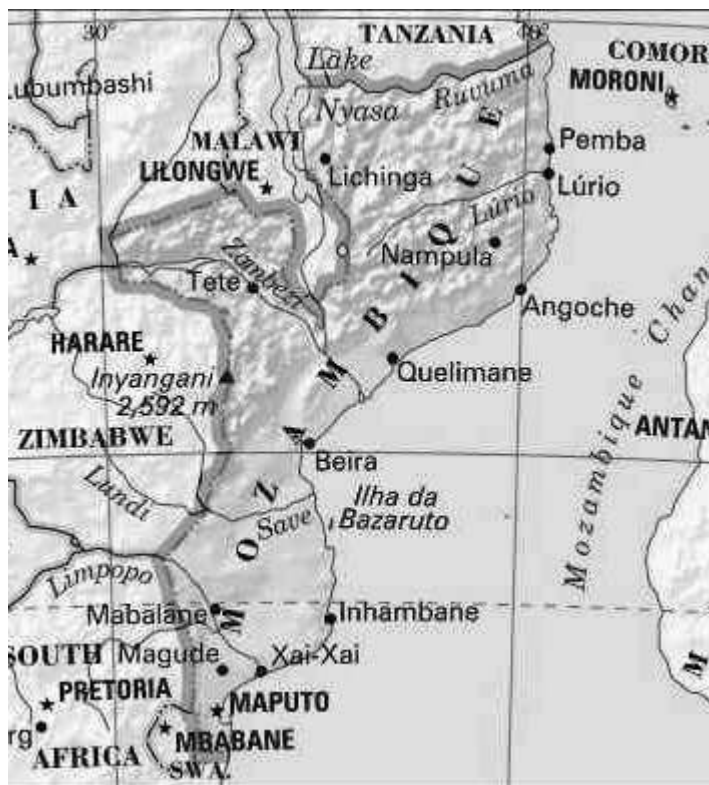 30°
40°
TANZANIA
COMOR
Lake
MORONI
Lubumbashi
Nyasa
Ruvuma
MALAWI
Pemba
LILONGWE
Lichinga
Lúrio
I A
Lúrio
A
Nampula
Zambezi
Tete
Angoche
HARARE
Quelimane
Inyangani
2,592 m
ZIMBABWE
ANTAN
Beira
Lundi
Ilha da
Bazaruto
Save
Mozambique Chan
Limpopo
Mabalane
Inhambane
MOZAMBIQUE
SOUTH
Magude
Xai-Xai
M
PRETORIA
MAPUTO
rg
MBABANE
AFRICA
SWA.